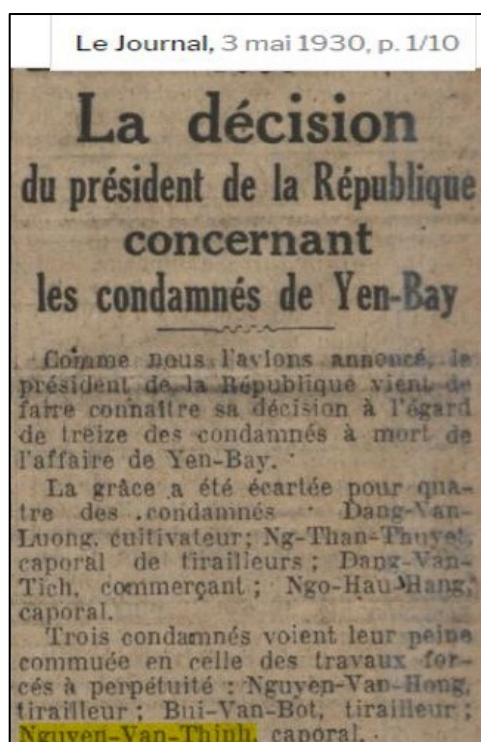 Le Journal, 3 mai 1930, p. 1/10
La décision
du président de la République
concernant
les condamnés de Yen-Bay
Comme nous l'avions annoncé, le
président de la République vient de
faire connaître sa décision à l'égard
de treize des condamnés à mort de
l'affaire de Yen-Bay.
La grâce a été écartée pour qua-
tre des condamnés : Dang-Van-
Luong, cultivateur; Ng-Than-Thuyet,
caporal de tirailleurs; Dang-Van-
Tich, commerçant; Ngo-Hau-Hang,
caporal.
Trois condamnés voient leur peine
commuée en celle des travaux for-
cés à perpétuité : Nguyen-Van-Hong,
tirailleur; Bui-Van-Bot, tirailleur;
Nguyen-Van-Thinh, caporal.